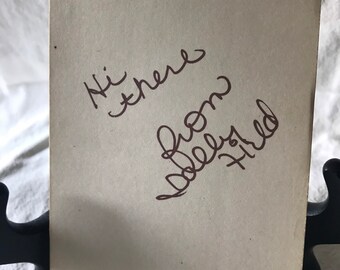 Hi
there
from
Sally
Field